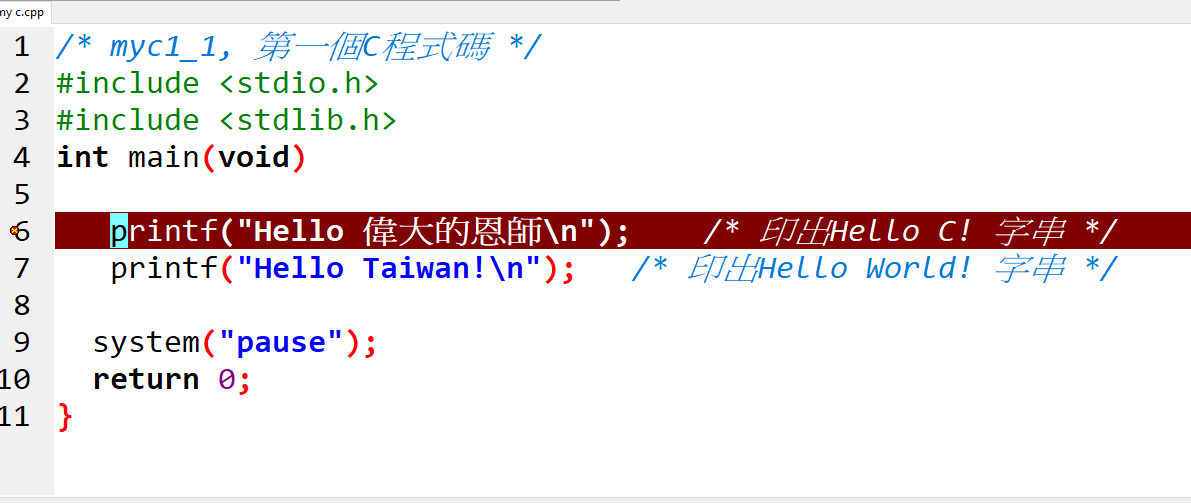 my c.cpp
1 /* myc1_1, 第一個C程式碼 */
2 #include <stdio.h>
3 #include <stdlib.h>
4 int main(void)
5
6 printf("Hello 偉大的恩師\n"); /* 印出Hello C! 字串 */
7 printf("Hello Taiwan!\n"); /* 印出Hello World! 字串 */
8
9 system("pause");
10 return 0;
11 }